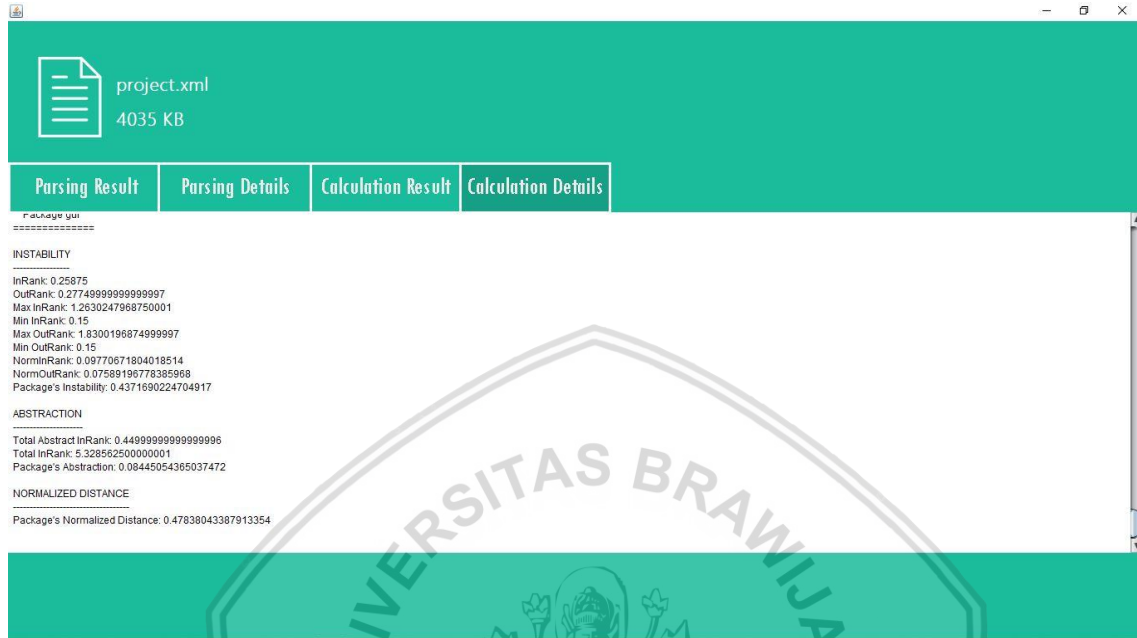 project.xml
4035 KB
Parsing Result
Parsing Details
Calculation Result
Calculation Details
Package gui
==============
INSTABILITY
-----------------
InRank: 0.25875
OutRank: 0.27749999999999997
Max InRank: 1.2630247968750001
Min InRank: 0.15
Max OutRank: 1.8300196874999997
Min OutRank: 0.15
NormInRank: 0.09770671804018514
NormOutRank: 0.07589196778385968
Package's Instability: 0.4371690224704917
ABSTRACTION
---------------------
Total Abstract InRank: 0.44999999999999996
Total InRank: 5.328562500000001
Package's Abstraction: 0.08445054365037472
NORMALIZED DISTANCE
-----------------------------------
Package's Normalized Distance: 0.47838043387913354
VERSITAS BRAWIJA